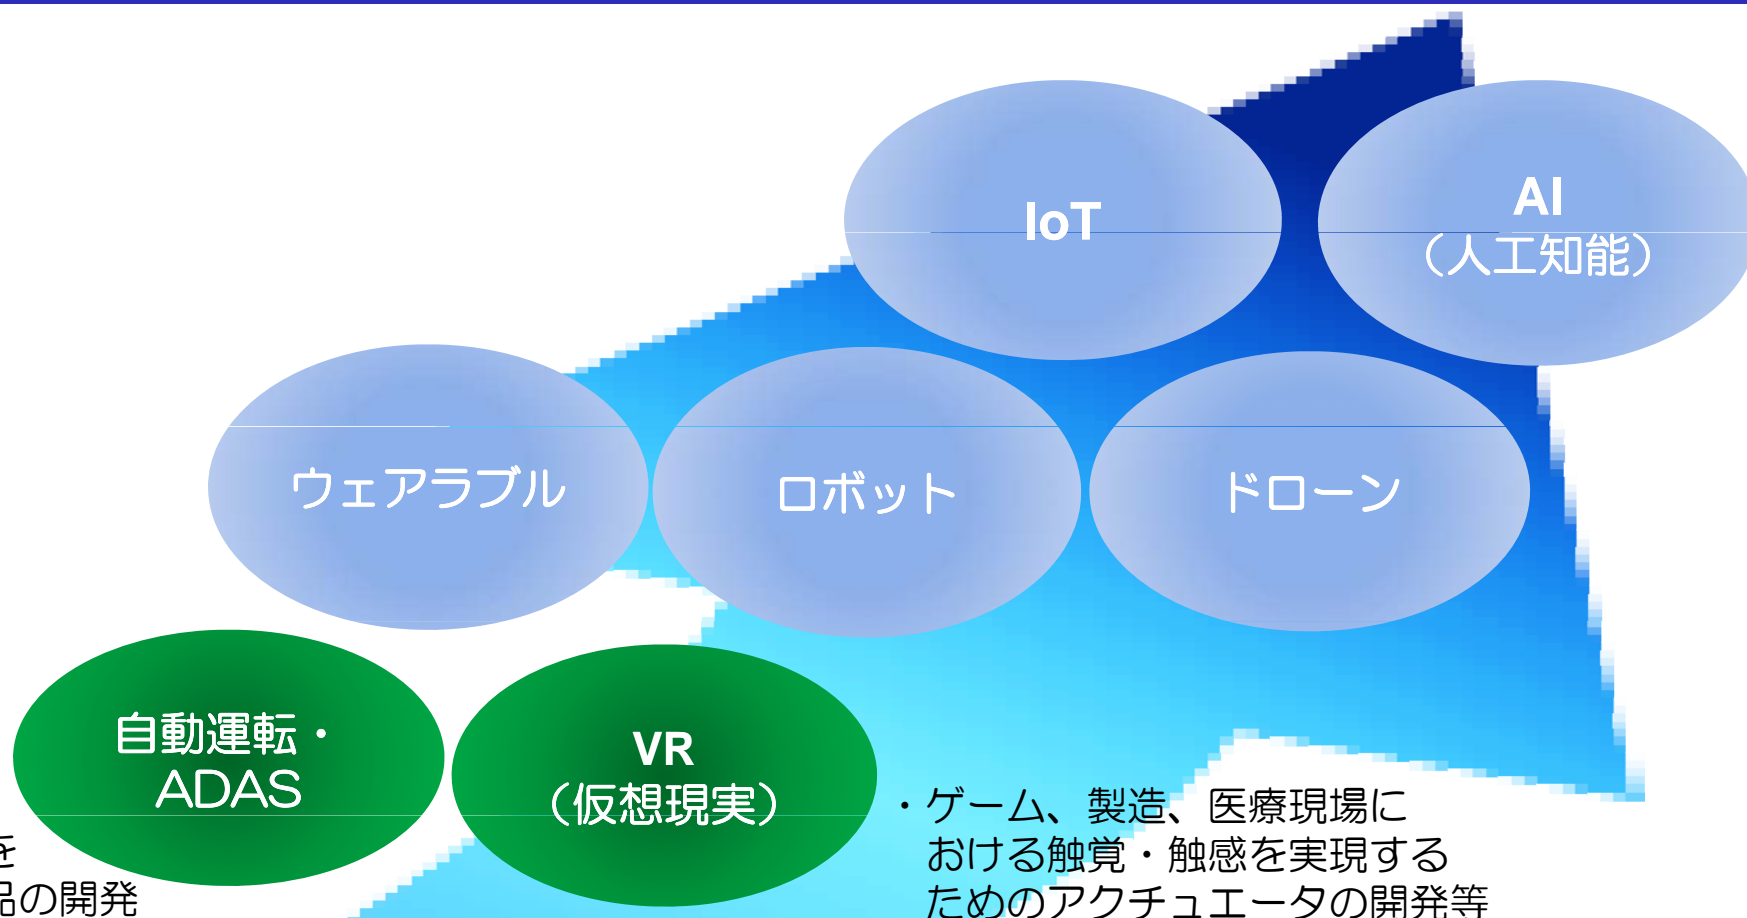 IoT
AI
（人工知能）
ウェアラブル
ロボット
ドローン
自動運転・
ADAS
VR
（仮想現実）
・ゲーム、製造、医療現場に
おける触覚・触感を実現する
ためのアクチュエータの開発等
を
品の開発